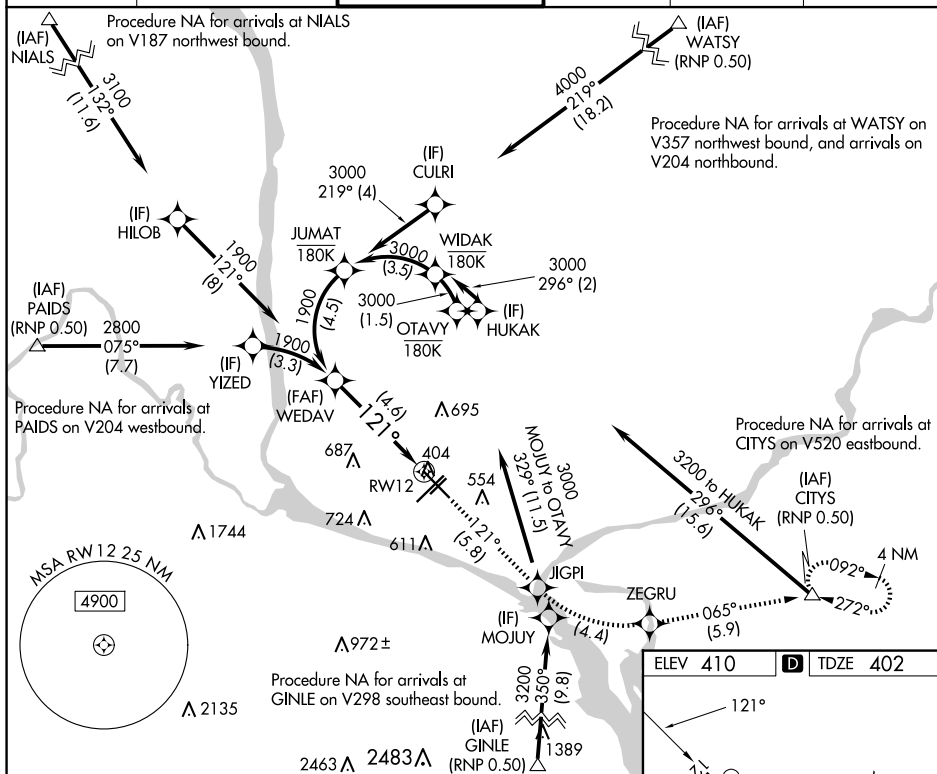 Procedure NA for arrivals at NIALS
on V187 northwest bound.
(IAF)
NIALS
3100
132°
(11.6)
(IAF)
WATSY
(RNP 0.50)
4000
219°
(18.2)
Procedure NA for arrivals at WATSY on
V357 northwest bound, and arrivals on
V204 northbound.
(IF)
CULRI
3000
219° (4)
(IF)
HILOB
1900
121°
(8)
JUMAT
180K
3000
(3.5)
WIDAK
180K
3000
296° (2)
1900
(4.5)
3000
(1.5)
OTAVY
180K
(IF)
HUKAK
(IAF)
PAIDS
(RNP 0.50)
2800
075°
(7.7)
(IF)
YIZED
1900
(3.3)
(FAF)
WEDAV
(4.6)
121°
Procedure NA for arrivals at
PAIDS on V204 westbound.
695
687
404
RW12
554
724
611
1744
121°
(5.8)
MOJUY to OTAVY
3000
329° (11.5)
3200 to HUKAK
296°
(15.6)
Procedure NA for arrivals at
CITYS on V520 eastbound.
(IAF)
CITYS
(RNP 0.50)
4 NM
092°
272°
JIGPI
ZEGRU
065°
(5.9)
(4.4)
(IF)
MOJUY
MSA RW 12 25 NM
4900
972 ±
2135
Procedure NA for arrivals at
GINLE on V298 southeast bound.
3200
350°
(9.8)
(IAF)
GINLE
(RNP 0.50)
1389
2463
2483
ELEV 410
D
TDZE 402
121°